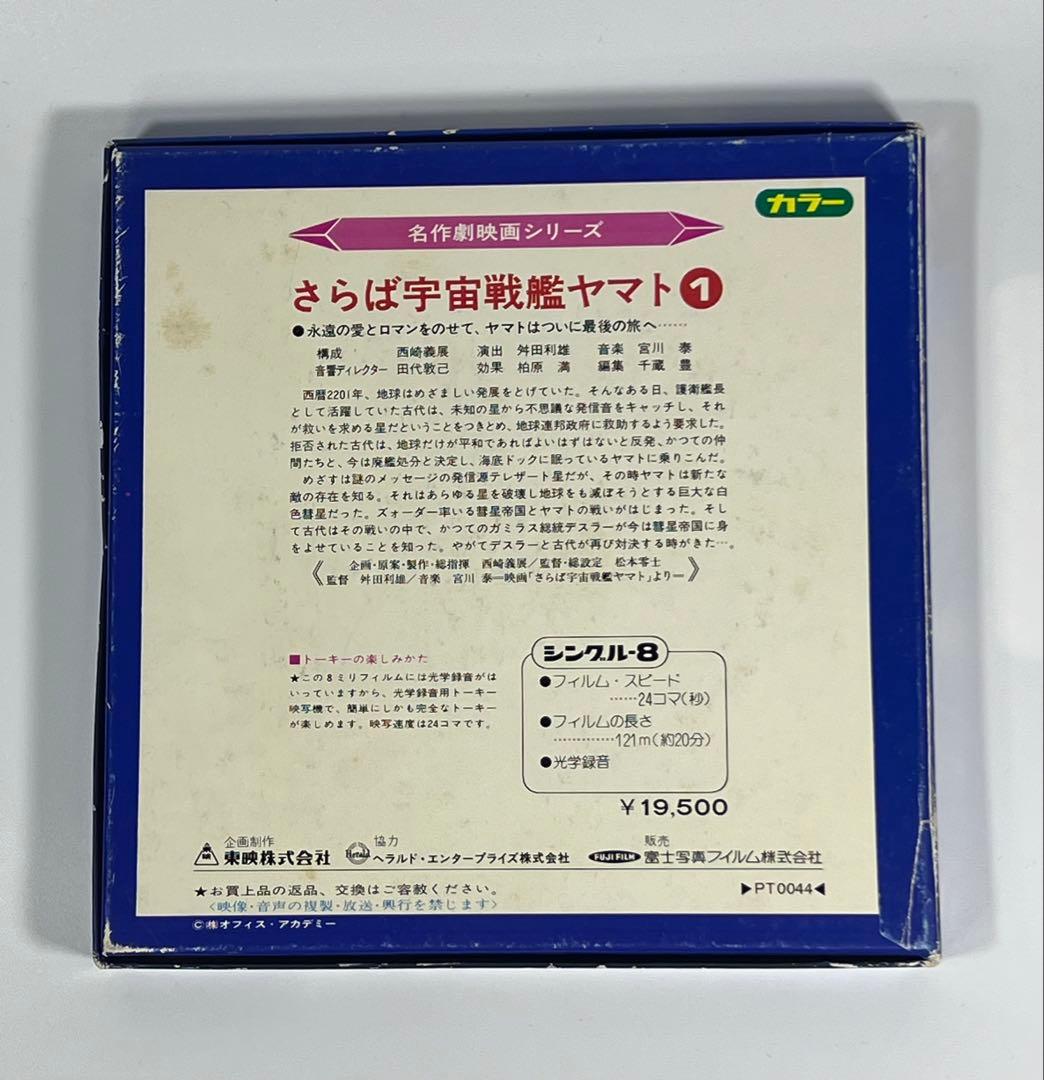 カラー
名作劇映画シリーズ
さらば宇宙戦艦ヤマト1
●永遠の愛とロマンをのせて、ヤマトはついに最後の旅へ……
構成 西崎義展 演出 舛田利雄 音楽 宮川 泰
音響ディレクター 田代敦己 効果 柏原 満 編集 千蔵 豊
西暦2201年、地球はめざましい発展をとげていた。そんなある日、護衛艦長
として活躍していた古代は、未知の星から不思議な発信音をキャッチし、それ
が救いを求める星だということをつきとめ、地球連邦政府に救助するよう要求した。
拒否された古代は、地球だけが平和であればよいはずはないと反発、かつての仲
間たちと、今は廃艦処分と決定し、海底ドックに眠っているヤマトに乗りこんだ。
めざすは謎のメッセージの発信源テレザート星だが、その時ヤマトは新たな
敵の存在を知る。それはあらゆる星を破壊し地球をも滅ぼそうとする巨大な白
色彗星だった。ズォーダー率いる彗星帝国とヤマトの戦いがはじまった。そし
て古代はその戦いの中で、かつてのガミラス総統デスラーが今は彗星帝国に身
をよせていることを知った。やがてデスラーと古代が再び対決する時がきた…。
《企画・原案・製作・総指揮 西崎義展／監督・総設定 松本零士
監督 舛田利雄／音楽 宮川 泰―映画「さらば宇宙戦艦ヤマト」より―》
■トーキーの楽しみかた
★この8ミリフィルムには光学録音がは
いっていますから、光学録音用トーキー
映写機で、簡単にしかも完全なトーキー
が楽しめます。映写速度は24コマです。
シングル-8
●フィルム・スピード
……24コマ(秒)
●フィルムの長さ
…………121m(約20分)
●光学録音
￥19,500
企画制作 協力 販売
東映 東映株式会社 Herald ヘラルド・エンタープライズ株式会社 FUJI FILM 富士写真フイルム株式会社
★お買上品の返品、交換はご容赦ください。
〈映像・音声の複製・放送・興行を禁じます〉
▶PT0044◀
©㈱オフィス・アカデミー